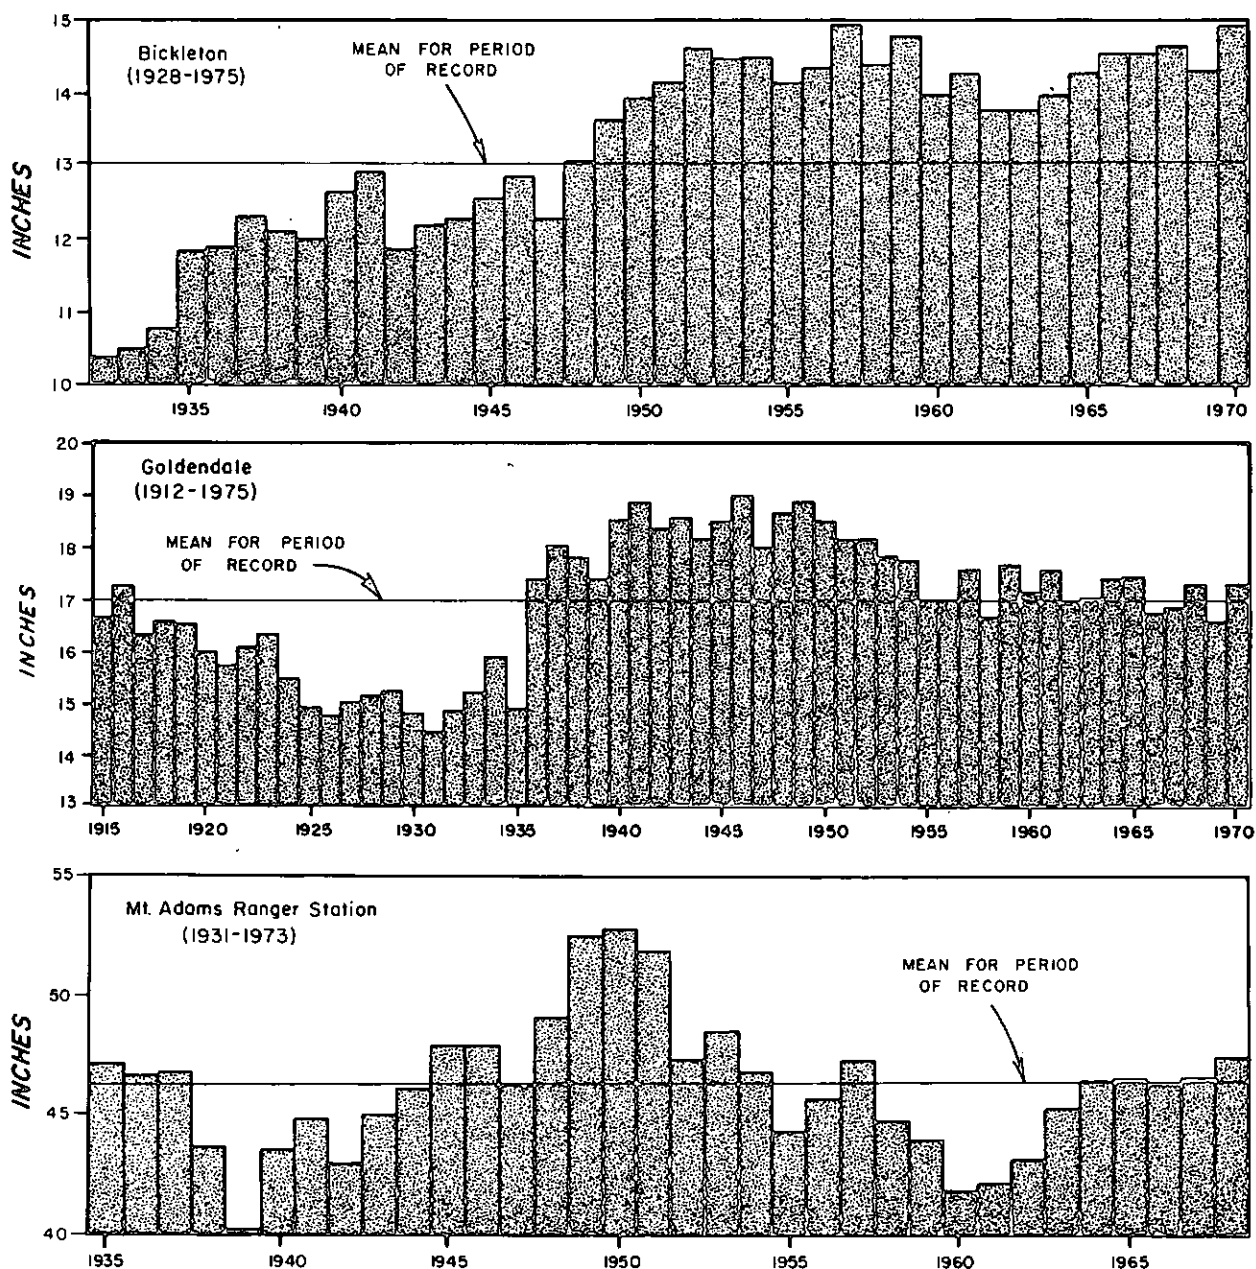 15
Bickleton
(1928-1975)
MEAN FOR PERIOD
OF RECORD
14
13
12
11
10
INCHES
1935 1940 1945 1950 1955 1960 1965 1970
20
Goldendale
(1912-1975)
19
18
MEAN FOR PERIOD
OF RECORD
17
16
15
14
13
INCHES
1915 1920 1925 1930 1935 1940 1945 1950 1955 1960 1965 1970
55
Mt. Adams Ranger Station
(1931-1973)
MEAN FOR PERIOD
OF RECORD
50
45
40
INCHES
1935 1940 1945 1950 1955 1960 1965